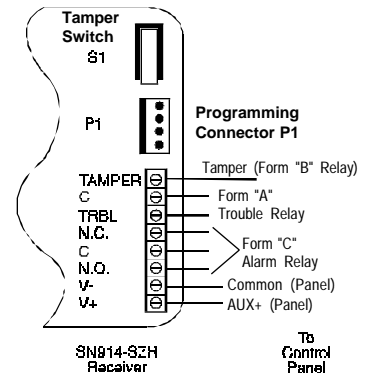 Tamper
Switch
S1
P1
Programming
Connector P1
Tamper (Form "B" Relay)
TAMPER
C
Form "A"
TRBL
Trouble Relay
N.C.
C
Form "C"
Alarm Relay
N.O.
V-
Common (Panel)
V+
AUX+ (Panel)
SN914-SZH
Receiver
To
Control
Panel